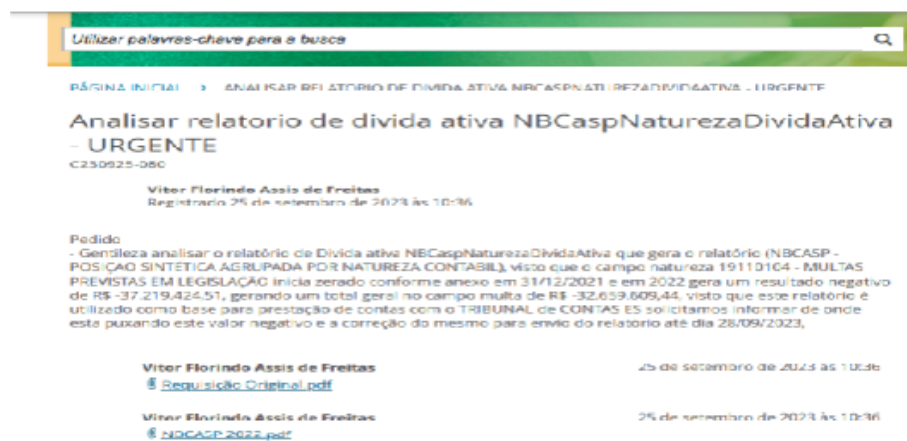 Utilizar palavras-chave para a busca
PÁGINA INICIAL > ANALISAR RELATORIO DE DIVIDA ATIVA NBCASPNATUREZADIVIDAATIVA - URGENTE
Analisar relatorio de divida ativa NBCaspNaturezaDividaAtiva
- URGENTE
C250925-080
Vitor Florindo Assis de Freitas
Registrado 25 de setembro de 2023 às 10:36
Pedido
- Gentileza analisar o relatório de Divida ativa NBCaspNaturezaDividaAtiva que gera o relatório (NBCASP -
POSIÇAO SINTETICA AGRUPADA POR NATUREZA CONTABIL), visto que o campo natureza 19110104 - MULTAS
PREVISTAS EM LEGISLAÇÃO inicia zerado conforme anexo em 31/12/2021 e em 2022 gera um resultado negativo
de R$ -37.219.424.51, gerando um total geral no campo multa de R$ -32.659.609,44, visto que este relatório é
utilizado como base para prestação de contas com o TRIBUNAL de CONTAS ES solicitamos informar de onde
esta puxando este valor negativo e a correção do mesmo para envio do relatorio até dia 28/09/2023,
Vitor Florindo Assis de Freitas 25 de setembro de 2023 às 10:36
Requisição Original.pdf
Vitor Florindo Assis de Freitas 25 de setembro de 2023 às 10:36
NBCASP 2022.pdf